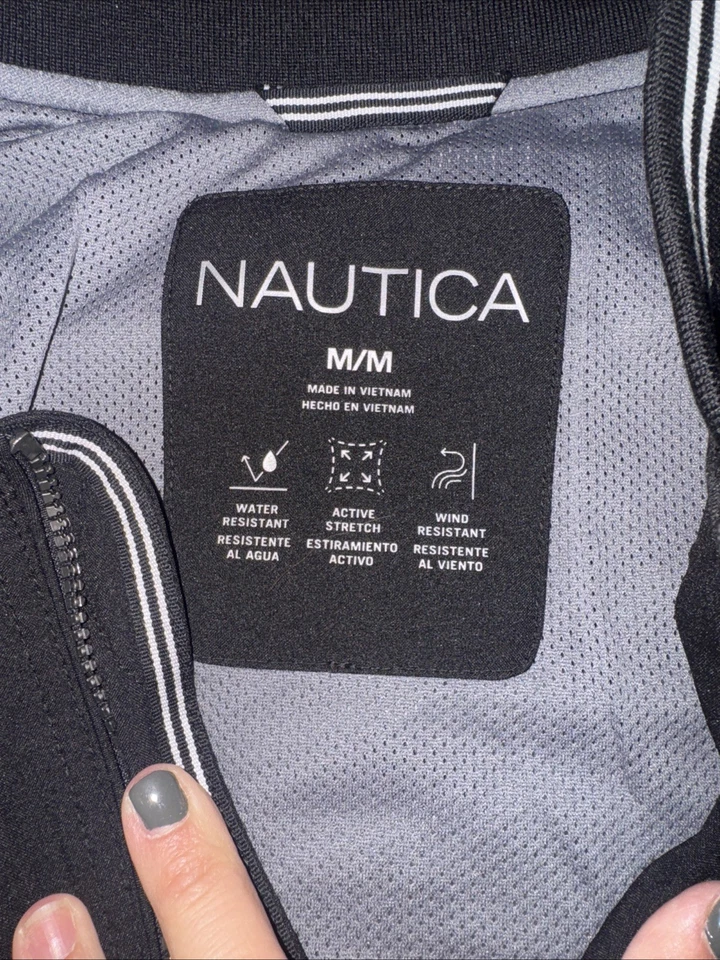 NAUTICA
M/M
MADE IN VIETNAM
HECHO EN VIETNAM
WATER
RESISTANT
RESISTENTE
AL AGUA
ACTIVE
STRETCH
ESTIRAMIENTO
ACTIVO
WIND
RESISTANT
RESISTENTE
AL VIENTO